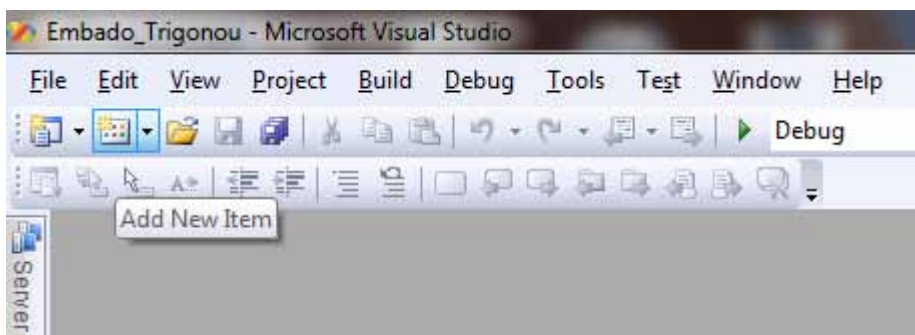 Embado_Trigonou - Microsoft Visual Studio
File Edit View Project Build Debug Tools Test Window Help
Debug
Add New Item
Server